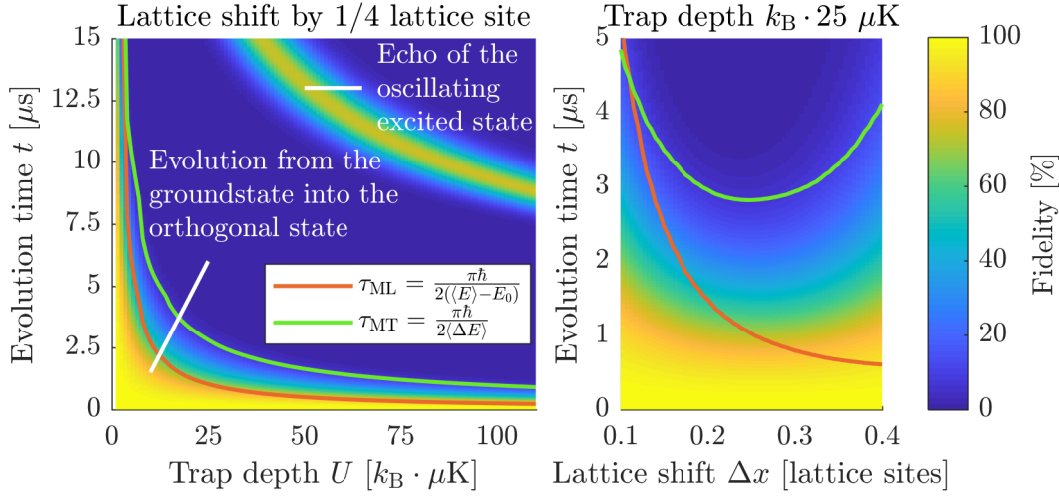 Lattice shift by 1/4 lattice site
15
12.5
10
7.5
5
2.5
0
Evolution time t [μs]
Echo of the
oscillating
excited state
Evolution from the
groundstate into the
orthogonal state
τ_ML = πℏ / 2(⟨E⟩−E_0)
τ_MT = πℏ / 2⟨ΔE⟩
0 25 50 75 100
Trap depth U [k_B · μK]
Trap depth k_B · 25 μK
5
4
3
2
1
0
Evolution time t [μs]
0.1 0.2 0.3 0.4
Lattice shift Δx [lattice sites]
100
80
60
40
20
0
Fidelity [%]